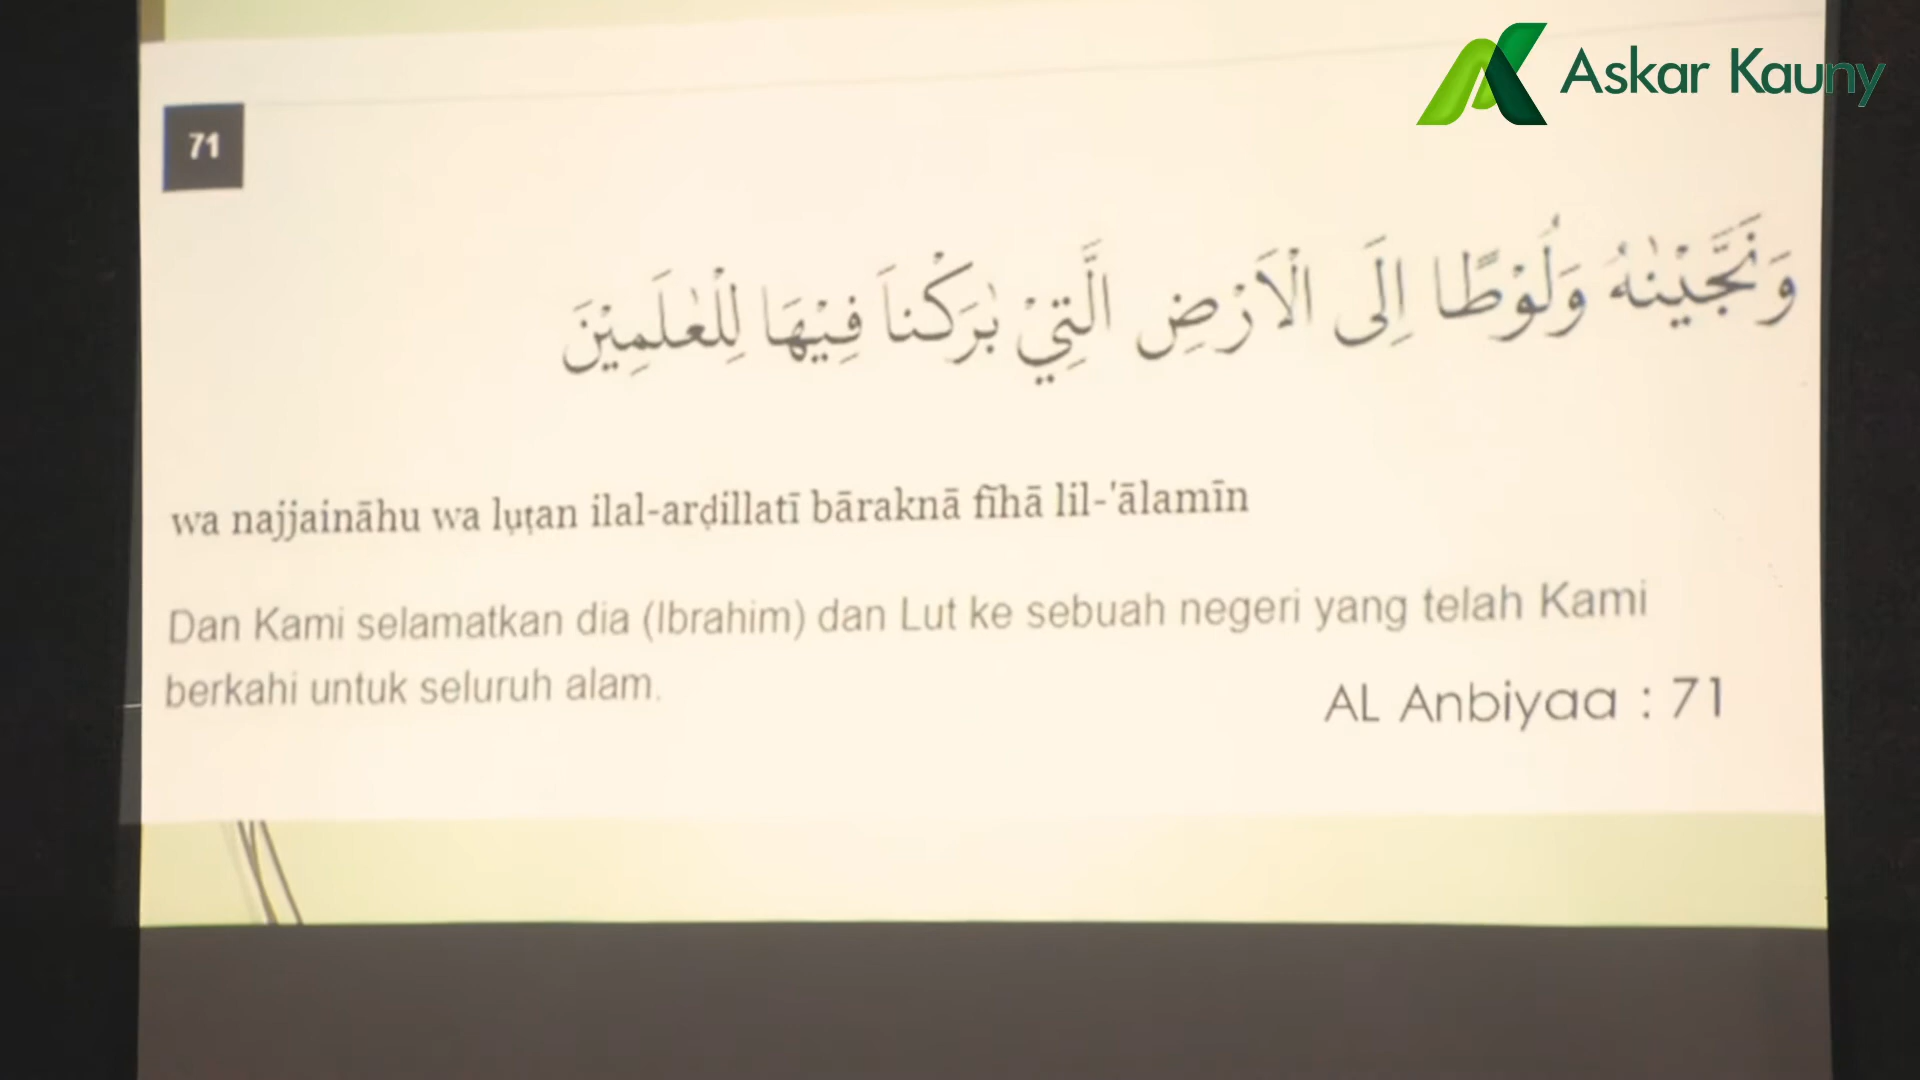 Askar Kauny
71
وَنَجَّيْنٰهُ وَلُوْطًا اِلَى الْاَرْضِ الَّتِيْ بٰرَكْنَا فِيْهَا لِلْعٰلَمِيْنَ
wa najjaināhu wa lụṭan ilal-arḍillatī bāraknā fīhā lil-'ālamīn
Dan Kami selamatkan dia (Ibrahim) dan Lut ke sebuah negeri yang telah Kami
berkahi untuk seluruh alam.
AL Anbiyaa : 71